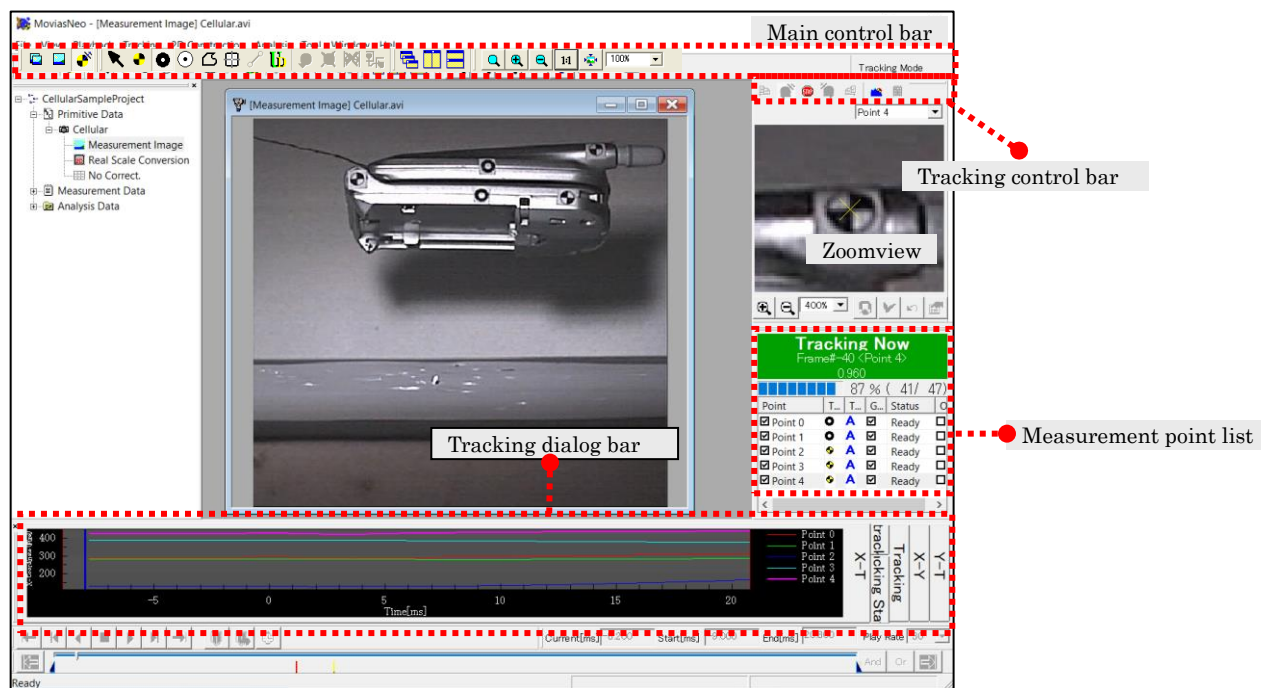 MoviasNeo - [Measurement Image] Cellular.avi
Main control bar
100%
Tracking Mode
CellularSampleProject
Primitive Data
Cellular
Measurement Image
Real Scale Conversion
No Correct.
Measurement Data
Analysis Data
[Measurement Image] Cellular.avi
Point 4
Tracking control bar
Zoomview
400%
Tracking Now
Frame#-40 <Point 4>
0.960
87 % ( 41/ 47)
Point T... T... G... Status O
Point 0 A Ready
Point 1 A Ready
Point 2 A Ready
Point 3 A Ready
Point 4 A Ready
Measurement point list
Tracking dialog bar
400
300
200
-5 0 5 10 15 20
Time[ms]
Point 0
Point 1
Point 2
Point 3
Point 4
X-T
Tracking
X-Y
Y-T
Current[ms]
Start[ms]
End[ms]
Play Rate
And Or
Ready